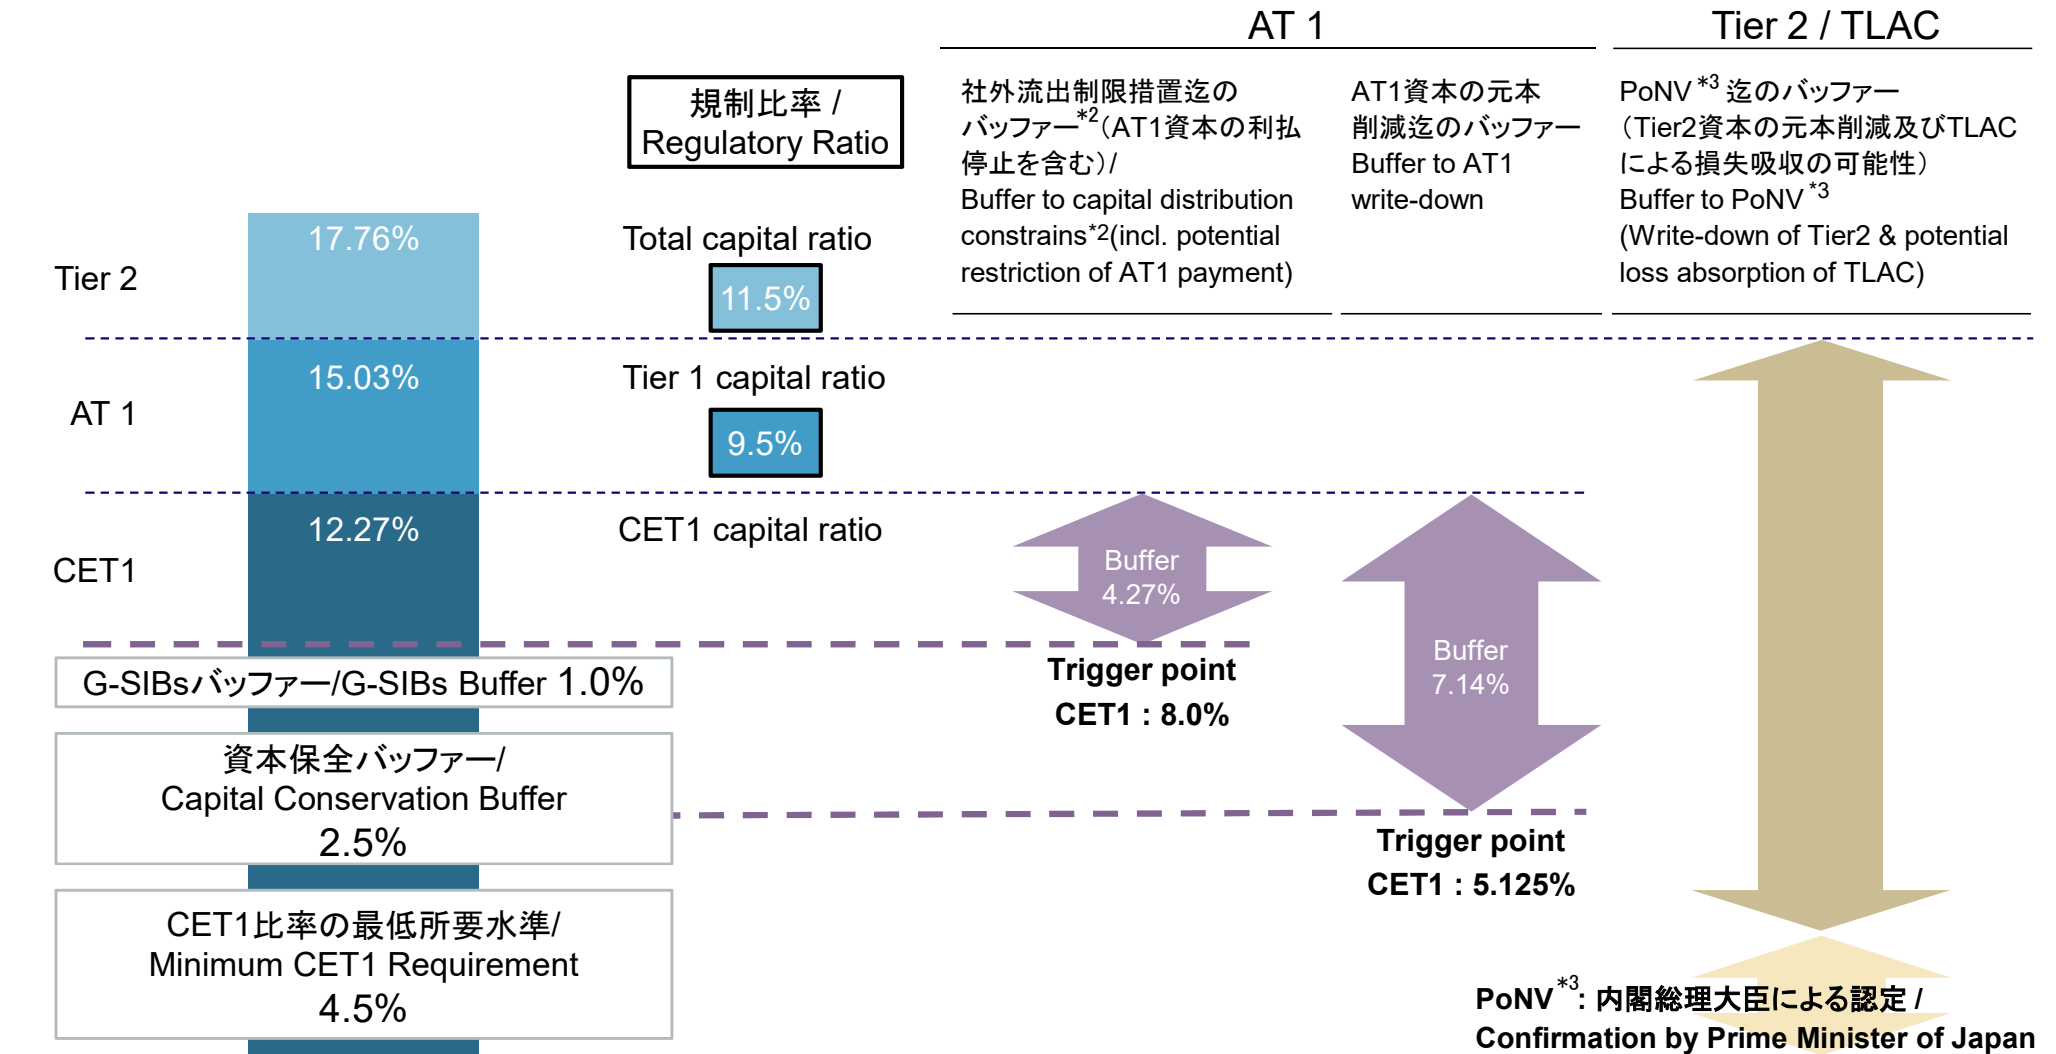 AT 1
Tier 2 / TLAC
規制比率 /
Regulatory Ratio
社外流出制限措置迄の
バッファー*2(AT1資本の利払
停止を含む)/
Buffer to capital distribution
constrains*2(incl. potential
restriction of AT1 payment)
AT1資本の元本
削減迄のバッファー
Buffer to AT1
write-down
PoNV*3 迄のバッファー
(Tier2資本の元本削減及びTLAC
による損失吸収の可能性)
Buffer to PoNV*3
(Write-down of Tier2 & potential
loss absorption of TLAC)
17.76%
Total capital ratio
Tier 2
11.5%
15.03%
Tier 1 capital ratio
AT 1
9.5%
12.27%
CET1 capital ratio
CET1
Buffer
4.27%
Trigger point
CET1 : 8.0%
Buffer
7.14%
Trigger point
CET1 : 5.125%
G-SIBsバッファー/G-SIBs Buffer 1.0%
資本保全バッファー/
Capital Conservation Buffer
2.5%
CET1比率の最低所要水準/
Minimum CET1 Requirement
4.5%
PoNV*3: 内閣総理大臣による認定 /
Confirmation by Prime Minister of Japan